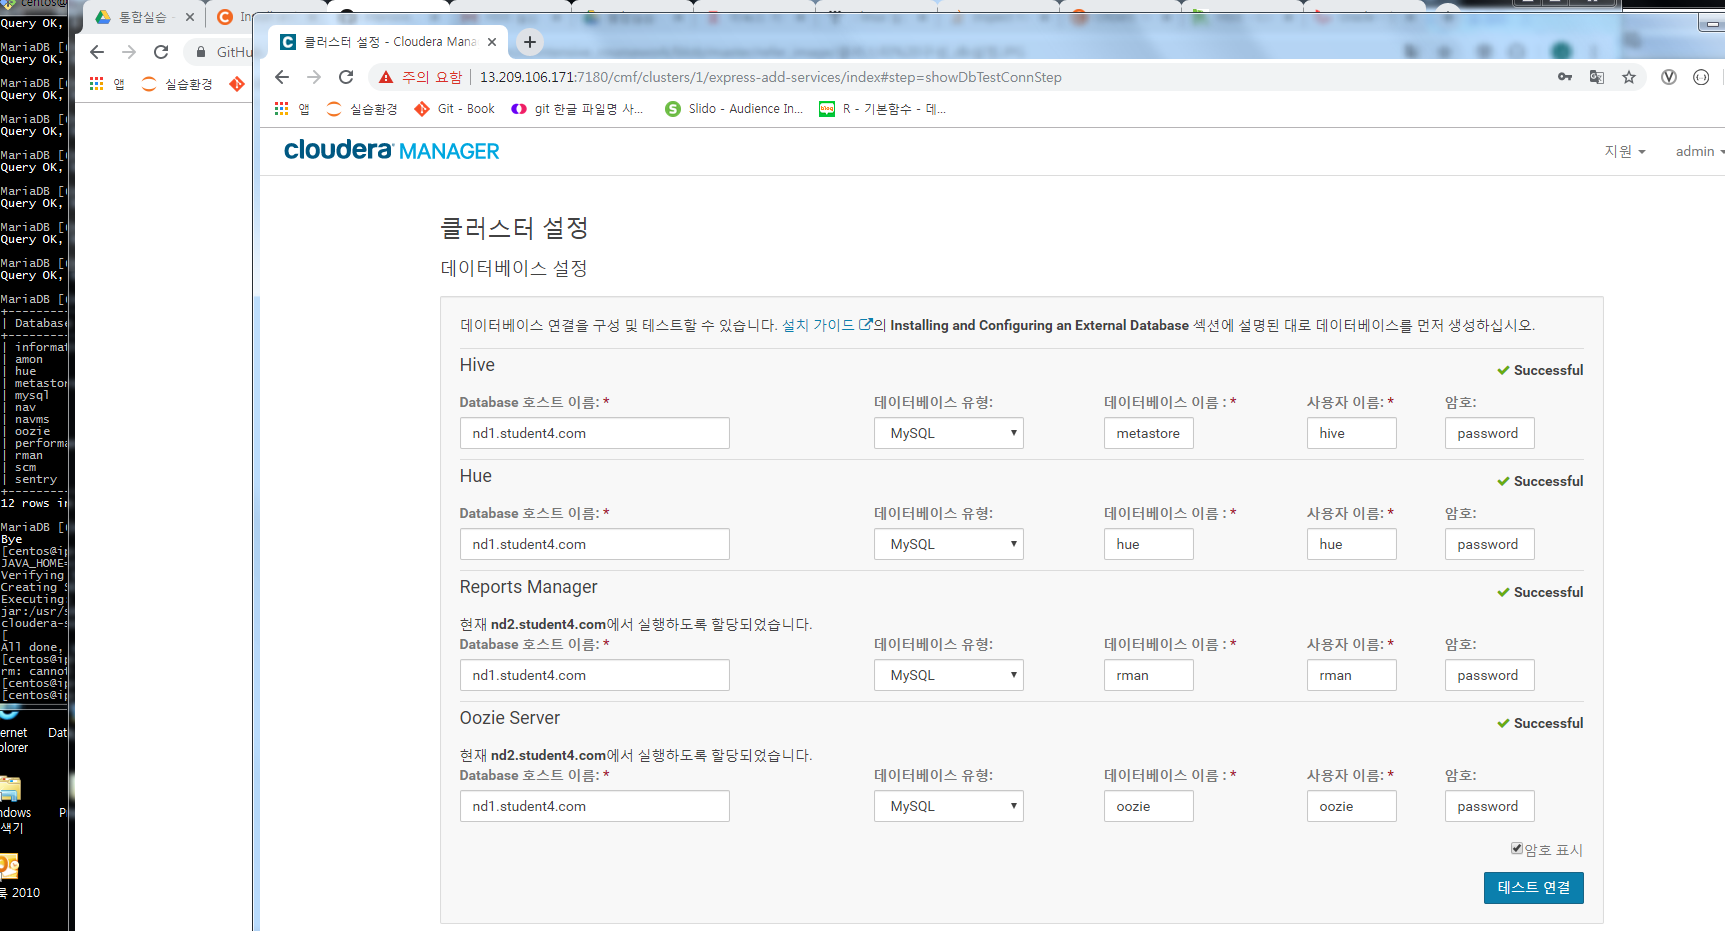 centos@
Query OK,
MariaDB [
Query OK,
MariaDB [
Query OK,
MariaDB [
Query OK,
MariaDB [
Query OK,
MariaDB [
Query OK,
MariaDB [
Query OK,
MariaDB [
Query OK,
MariaDB [
+--------
| Database
+--------
| informat
| amon
| hue
| metastor
| mysql
| nav
| navms
| oozie
| performa
| rman
| scm
| sentry
+--------
12 rows in
MariaDB [
Bye
[centos@ip
JAVA_HOME=
Verifying
Creating S
Executing
jar:/usr/s
cloudera-s
[
All done,
[centos@ip
rm: cannot
[centos@ip
[centos@ip
ernet
plorer
Dat
ndows
색기
P
룩 2010
통합실습 -
GitHu
앱
실습환경
클러스터 설정 - Cloudera Mana
주의 요함
13.209.106.171:7180/cmf/clusters/1/express-add-services/index#step=showDbTestConnStep
앱 실습환경 Git - Book git 한글 파일명 사... Slido - Audience In... R - 기본함수 - 데...
cloudera MANAGER
지원 admin
클러스터 설정
데이터베이스 설정
데이터베이스 연결을 구성 및 테스트할 수 있습니다. 설치 가이드의 Installing and Configuring an External Database 섹션에 설명된 대로 데이터베이스를 먼저 생성하십시오.
Hive
Successful
Database 호스트 이름: * 데이터베이스 유형: 데이터베이스 이름 : * 사용자 이름: * 암호:
nd1.student4.com MySQL metastore hive password
Hue
Successful
Database 호스트 이름: * 데이터베이스 유형: 데이터베이스 이름 : * 사용자 이름: * 암호:
nd1.student4.com MySQL hue hue password
Reports Manager
Successful
현재 nd2.student4.com에서 실행하도록 할당되었습니다.
Database 호스트 이름: * 데이터베이스 유형: 데이터베이스 이름 : * 사용자 이름: * 암호:
nd1.student4.com MySQL rman rman password
Oozie Server
Successful
현재 nd2.student4.com에서 실행하도록 할당되었습니다.
Database 호스트 이름: * 데이터베이스 유형: 데이터베이스 이름 : * 사용자 이름: * 암호:
nd1.student4.com MySQL oozie oozie password
암호 표시
테스트 연결